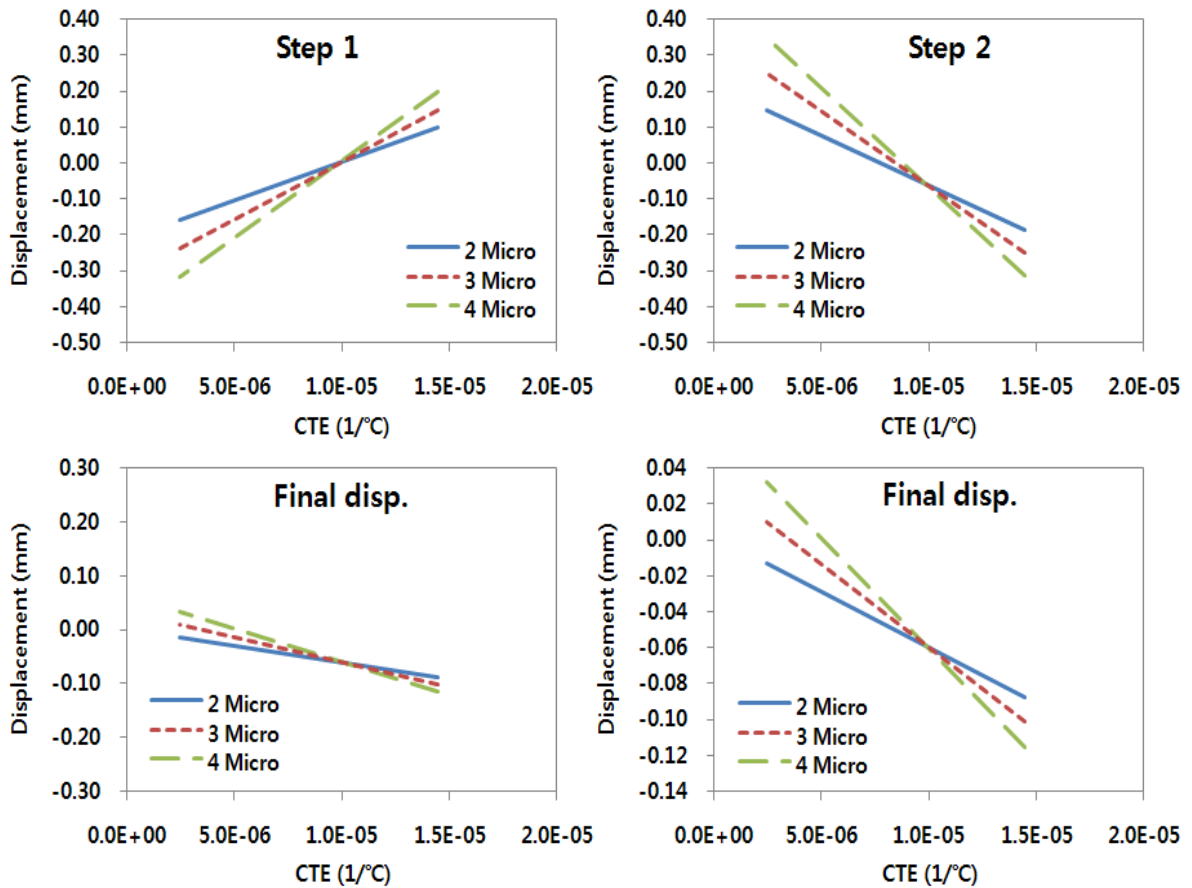 Step 1
Displacement (mm)
0.40
0.30
0.20
0.10
0.00
-0.10
-0.20
-0.30
-0.40
-0.50
2 Micro
3 Micro
4 Micro
0.0E+00 5.0E-06 1.0E-05 1.5E-05 2.0E-05
CTE (1/℃)
Step 2
Displacement (mm)
0.40
0.30
0.20
0.10
0.00
-0.10
-0.20
-0.30
-0.40
-0.50
2 Micro
3 Micro
4 Micro
0.0E+00 5.0E-06 1.0E-05 1.5E-05 2.0E-05
CTE (1/℃)
Final disp.
Displacement (mm)
0.30
0.20
0.10
0.00
-0.10
-0.20
-0.30
2 Micro
3 Micro
4 Micro
0.0E+00 5.0E-06 1.0E-05 1.5E-05 2.0E-05
CTE (1/℃)
Final disp.
Displacement (mm)
0.04
0.02
0.00
-0.02
-0.04
-0.06
-0.08
-0.10
-0.12
-0.14
2 Micro
3 Micro
4 Micro
0.0E+00 5.0E-06 1.0E-05 1.5E-05 2.0E-05
CTE (1/℃)